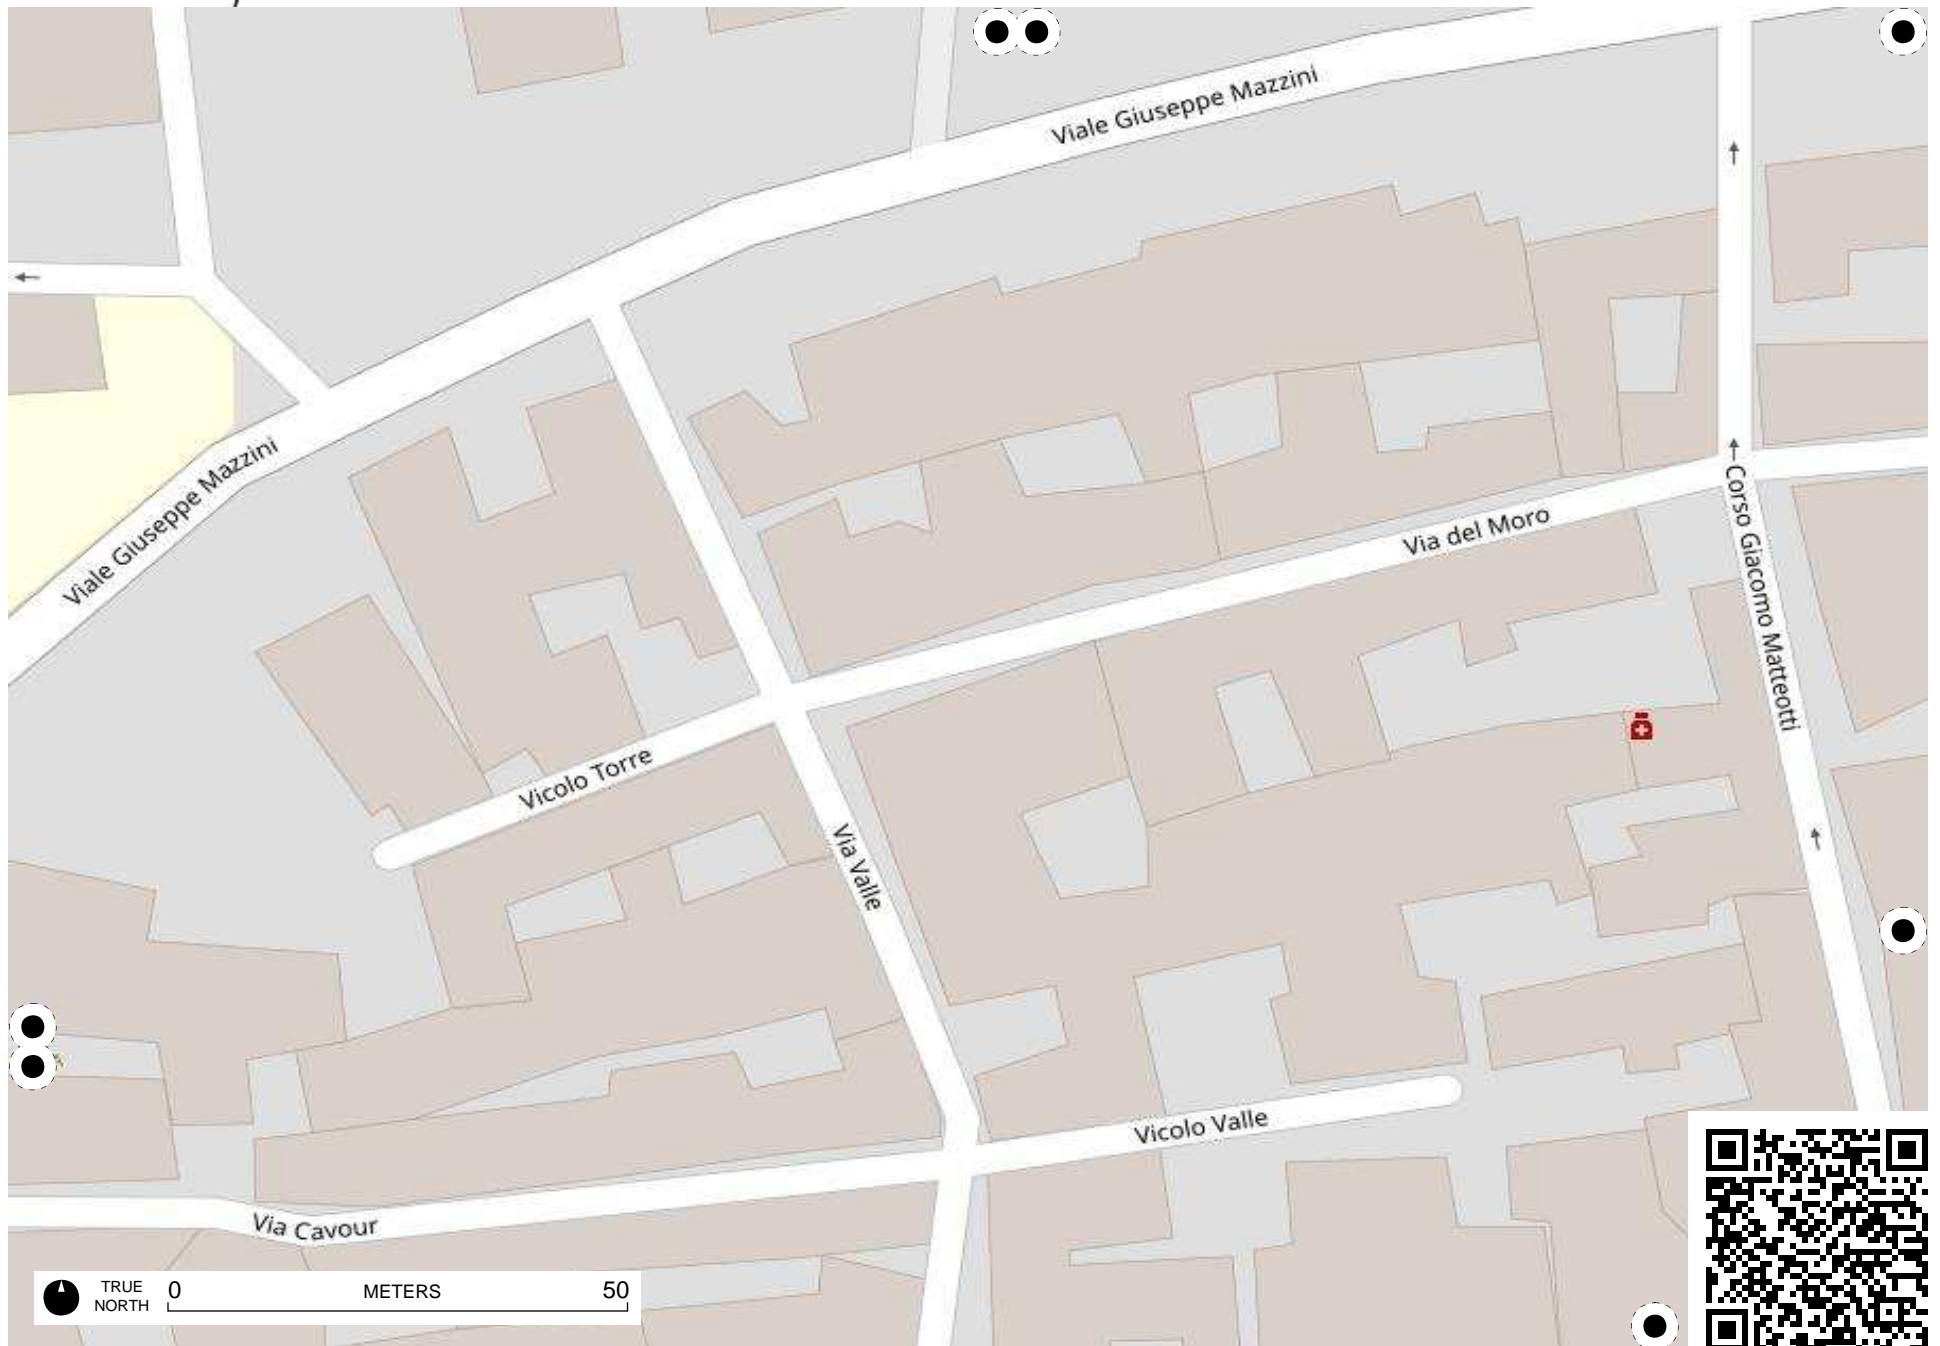 Viale Giuseppe Mazzini
Viale Giuseppe Mazzini
Via del Moro
Corso Giacomo Matteotti
Vicolo Torre
Via Valle
Vicolo Valle
Via Cavour
TRUE NORTH
0 METERS 50